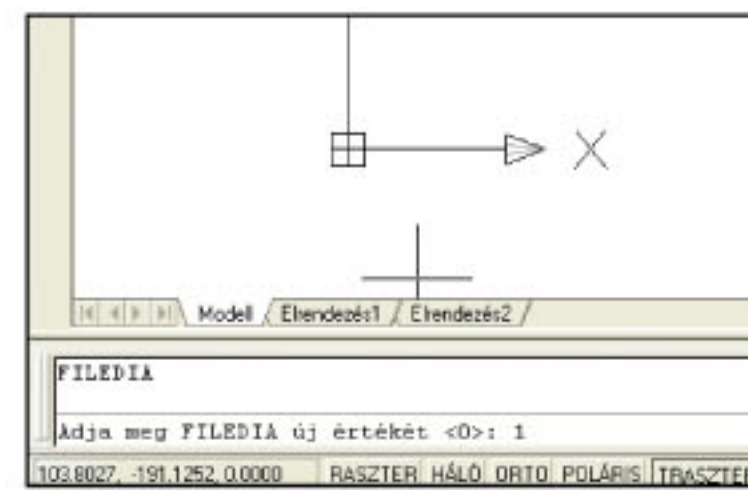 X
Modell Elrendezés1 Elrendezés2
FILEDIA
Adja meg FILEDIA új értékét <0>: 1
103.8027, -191.1252, 0.0000 RASZTER HÁLÓ ORTO POLÁRIS TRASZTER